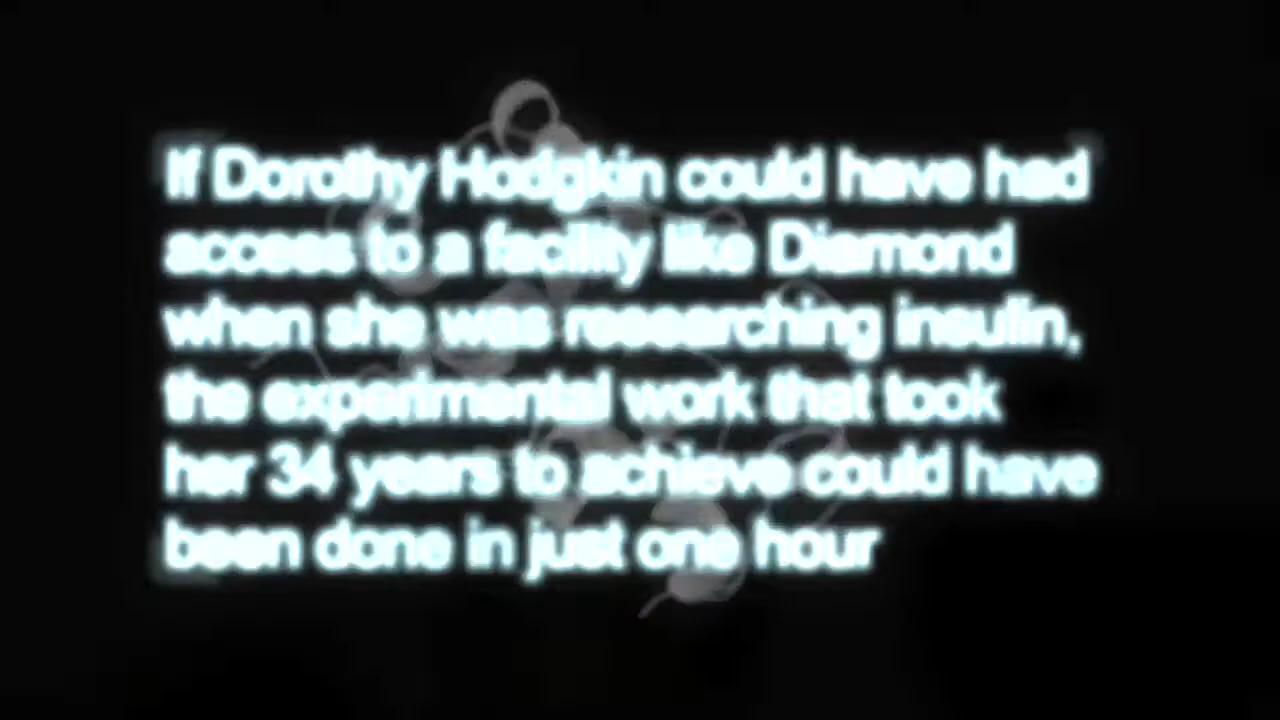 If Dorothy Hodgkin could have had
access to a facility like Diamond
when she was researching insulin,
the experimental work that took
her 34 years to achieve could have
been done in just one hour